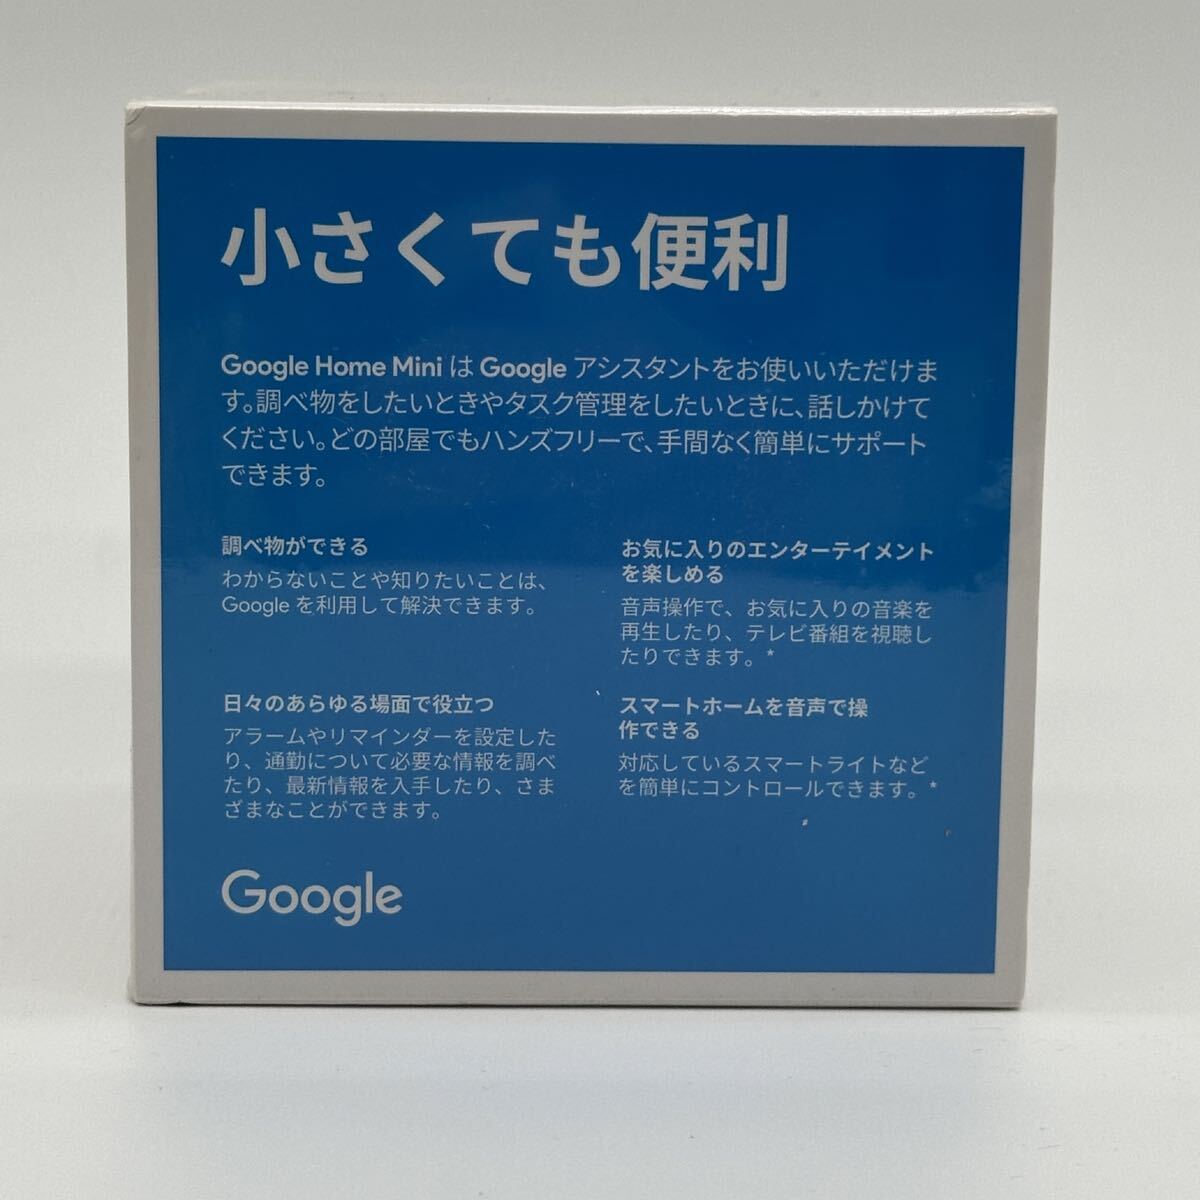 小さくても便利
Google Home Mini は Google アシスタントをお使いいただけま
す。調べ物をしたいときやタスク管理をしたいときに、話しかけて
ください。どの部屋でもハンズフリーで、手間なく簡単にサポート
できます。
調べ物ができる
わからないことや知りたいことは、
Google を利用して解決できます。
お気に入りのエンターテイメント
を楽しめる
音声操作で、お気に入りの音楽を
再生したり、テレビ番組を視聴し
たりできます。*
日々のあらゆる場面で役立つ
アラームやリマインダーを設定した
り、通勤について必要な情報を調べ
たり、最新情報を入手したり、さま
ざまなことができます。
スマートホームを音声で操
作できる
対応しているスマートライトなど
を簡単にコントロールできます。*
Google